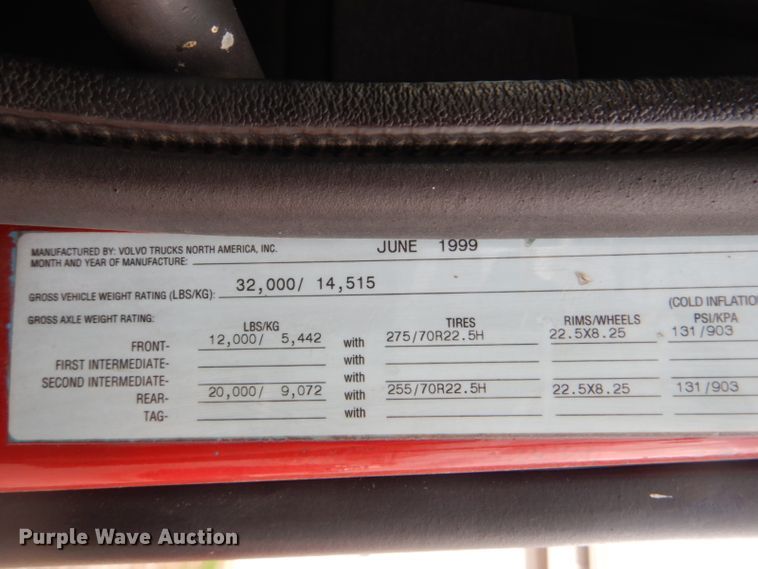 MANUFACTURED BY: VOLVO TRUCKS NORTH AMERICA, INC.
MONTH AND YEAR OF MANUFACTURE: JUNE 1999
GROSS VEHICLE WEIGHT RATING (LBS/KG): 32,000/ 14,515
GROSS AXLE WEIGHT RATING: (COLD INFLATIO
LBS/KG TIRES RIMS/WHEELS PSI/KPA
FRONT- 12,000/ 5,442 with 275/70R22.5H 22.5X8.25 131/903
FIRST INTERMEDIATE- with
SECOND INTERMEDIATE- with
REAR- 20,000/ 9,072 with 255/70R22.5H 22.5X8.25 131/903
TAG- with
Purple Wave Auction